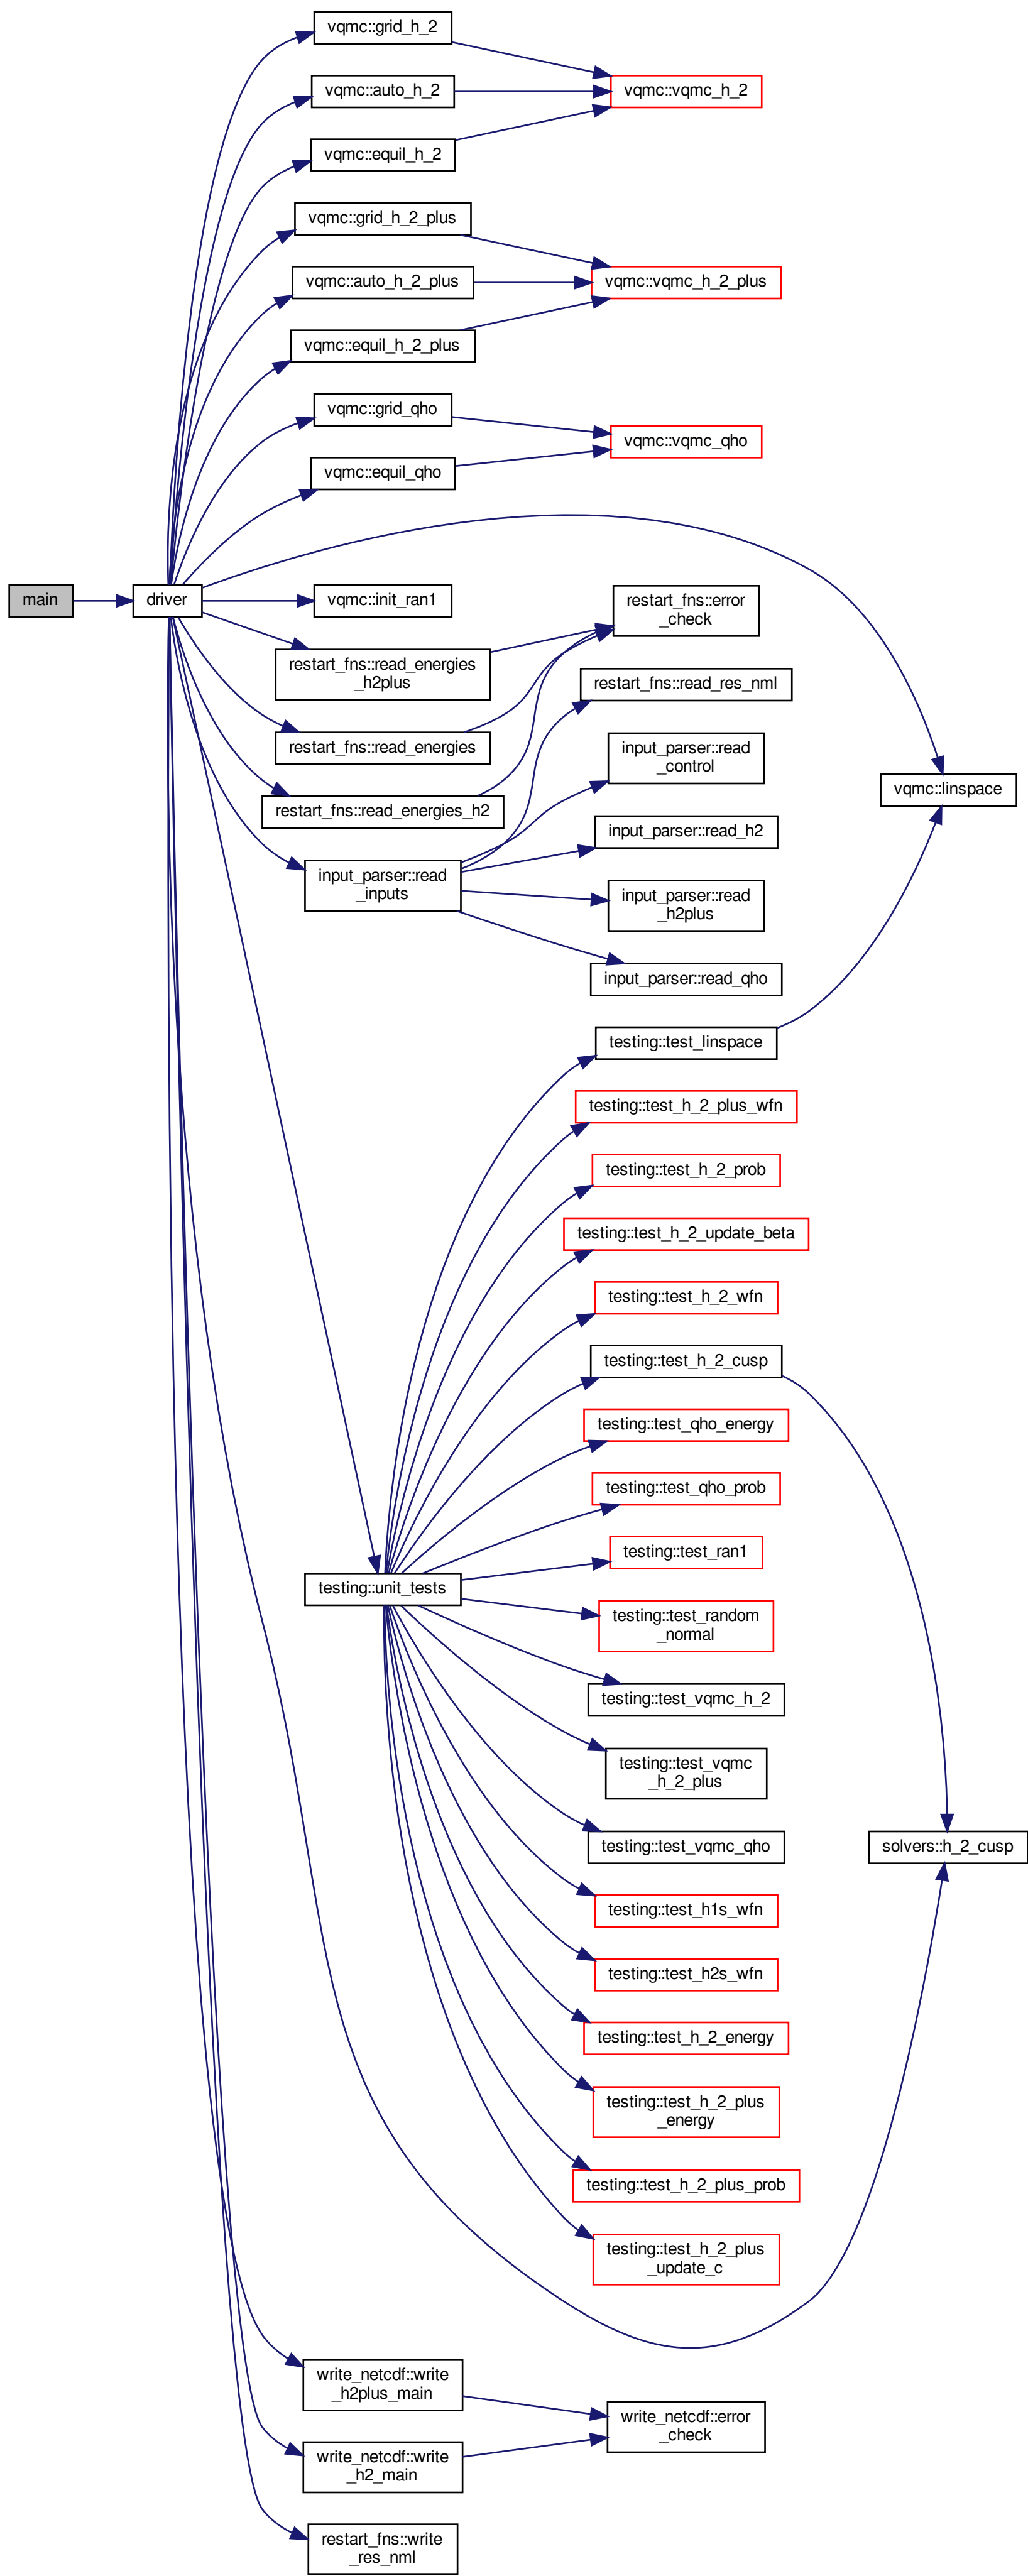 vqmc::grid_h_2
vqmc::auto_h_2
vqmc::vqmc_h_2
vqmc::equil_h_2
vqmc::grid_h_2_plus
vqmc::auto_h_2_plus
vqmc::vqmc_h_2_plus
vqmc::equil_h_2_plus
vqmc::grid_qho
vqmc::vqmc_qho
vqmc::equil_qho
main
driver
vqmc::init_ran1
restart_fns::error
_check
restart_fns::read_energies
_h2plus
restart_fns::read_res_nml
restart_fns::read_energies
input_parser::read
_control
vqmc::linspace
restart_fns::read_energies_h2
input_parser::read_h2
input_parser::read
_inputs
input_parser::read
_h2plus
input_parser::read_qho
testing::test_linspace
testing::test_h_2_plus_wfn
testing::test_h_2_prob
testing::test_h_2_update_beta
testing::test_h_2_wfn
testing::test_h_2_cusp
testing::test_qho_energy
testing::test_qho_prob
testing::test_ran1
testing::unit_tests
testing::test_random
_normal
testing::test_vqmc_h_2
testing::test_vqmc
_h_2_plus
testing::test_vqmc_qho
solvers::h_2_cusp
testing::test_h1s_wfn
testing::test_h2s_wfn
testing::test_h_2_energy
testing::test_h_2_plus
_energy
testing::test_h_2_plus_prob
testing::test_h_2_plus
_update_c
write_netcdf::write
_h2plus_main
write_netcdf::error
_check
write_netcdf::write
_h2_main
restart_fns::write
_res_nml